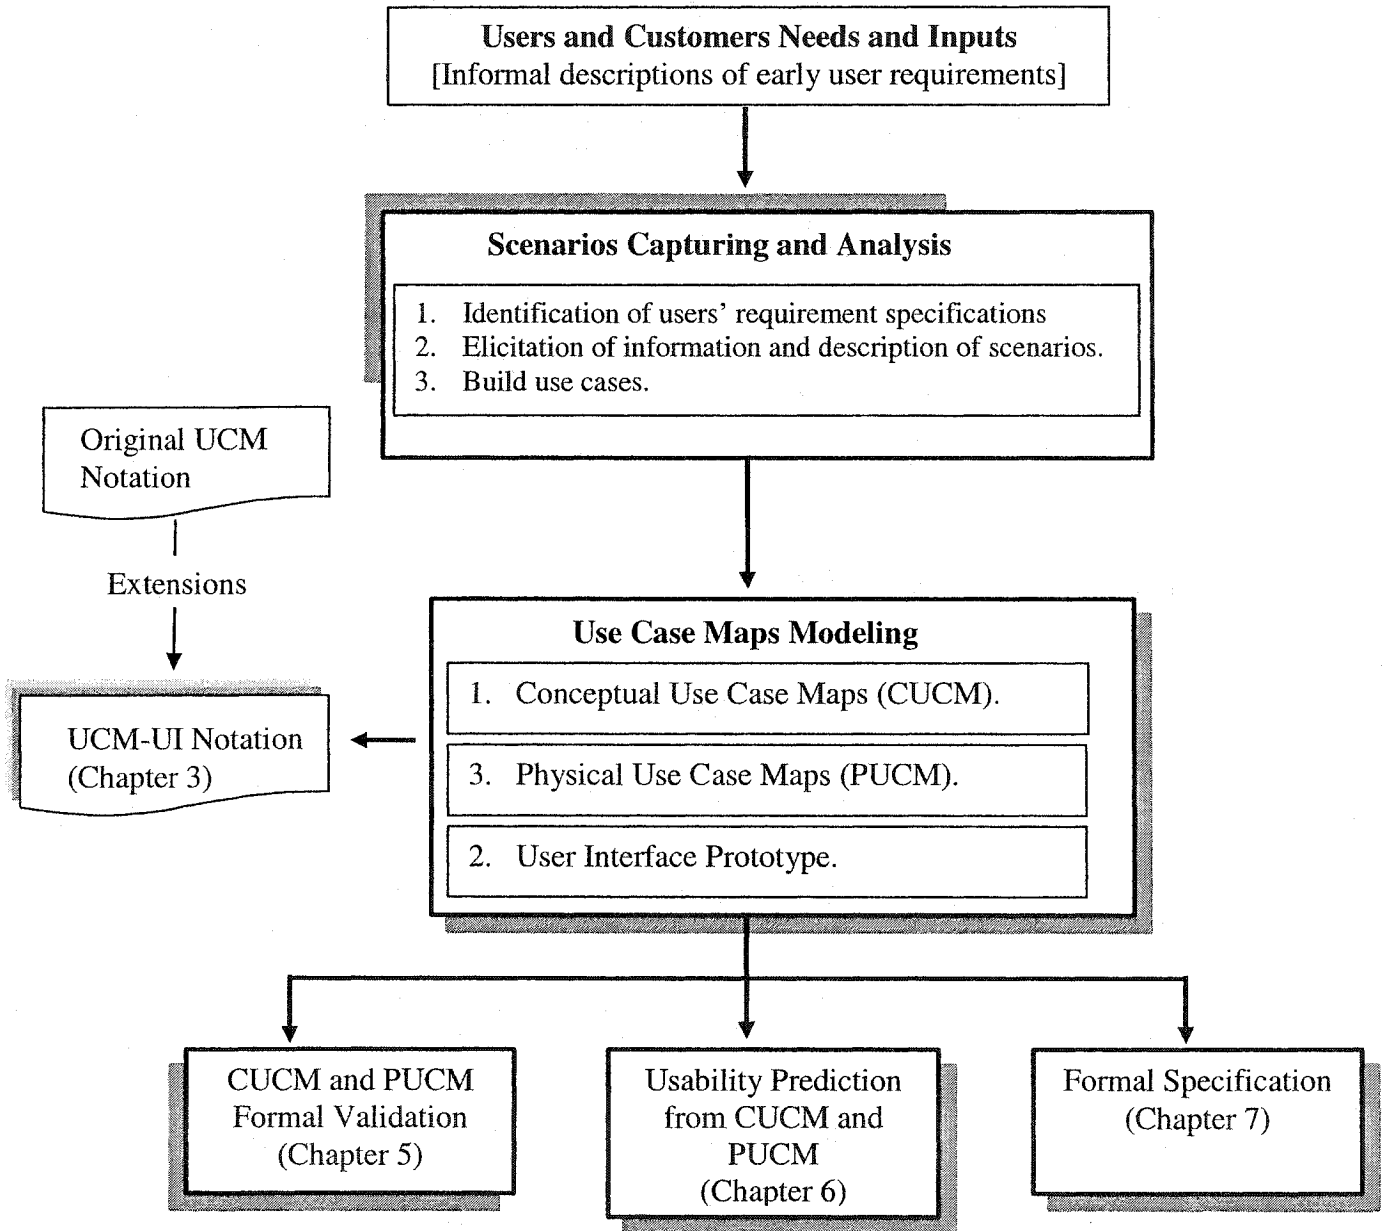 Users and Customers Needs and Inputs
[Informal descriptions of early user requirements]
Scenarios Capturing and Analysis
1. Identification of users’ requirement specifications
2. Elicitation of information and description of scenarios.
3. Build use cases.
Original UCM
Notation
Extensions
UCM-UI Notation
(Chapter 3)
Use Case Maps Modeling
1. Conceptual Use Case Maps (CUCM).
3. Physical Use Case Maps (PUCM).
2. User Interface Prototype.
CUCM and PUCM
Formal Validation
(Chapter 5)
Usability Prediction
from CUCM and
PUCM
(Chapter 6)
Formal Specification
(Chapter 7)